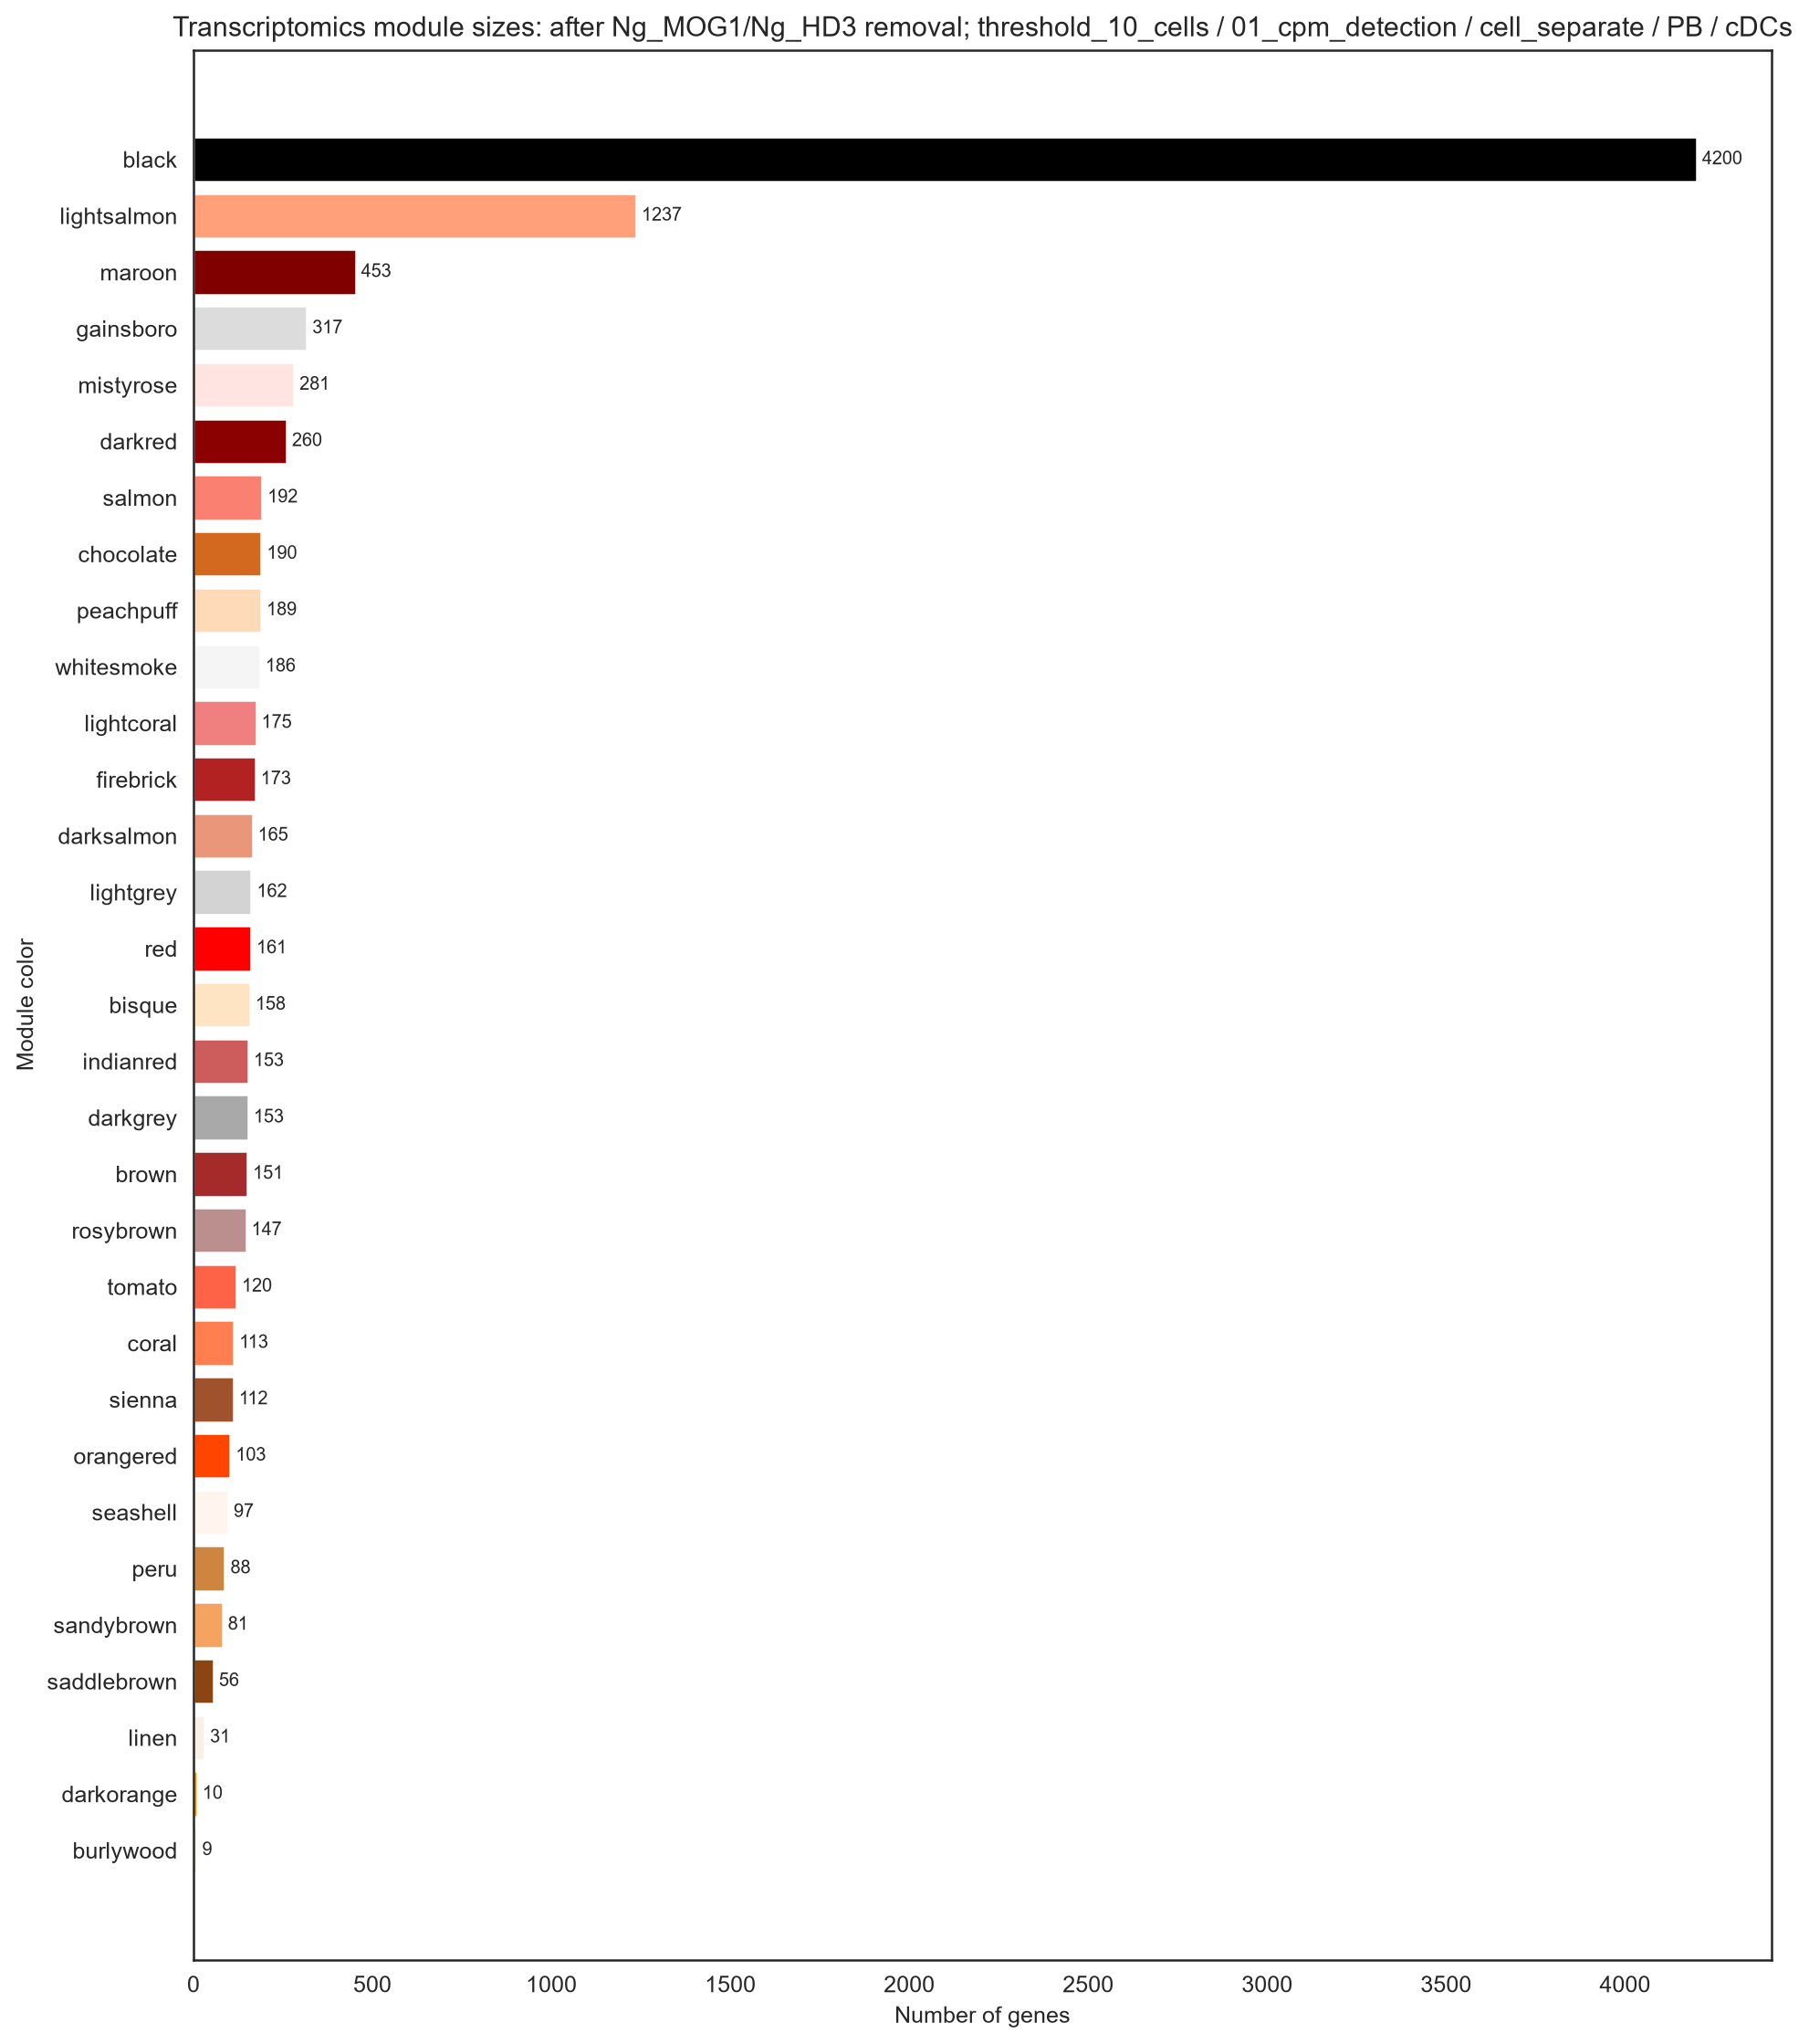 Transcriptomics module sizes: after Ng_MOG1/Ng_HD3 removal; threshold_10_cells / 01_cpm_detection / cell_separate / PB / cDCs
black 4200
lightsalmon 1237
maroon 453
gainsboro 317
mistyrose 281
darkred 260
salmon 192
chocolate 190
peachpuff 189
whitesmoke 186
lightcoral 175
firebrick 173
darksalmon 165
lightgrey 162
red 161
bisque 158
indianred 153
darkgrey 153
brown 151
rosybrown 147
tomato 120
coral 113
sienna 112
orangered 103
seashell 97
peru 88
sandybrown 81
saddlebrown 56
linen 31
darkorange 10
burlywood 9
Module color
0 500 1000 1500 2000 2500 3000 3500 4000
Number of genes